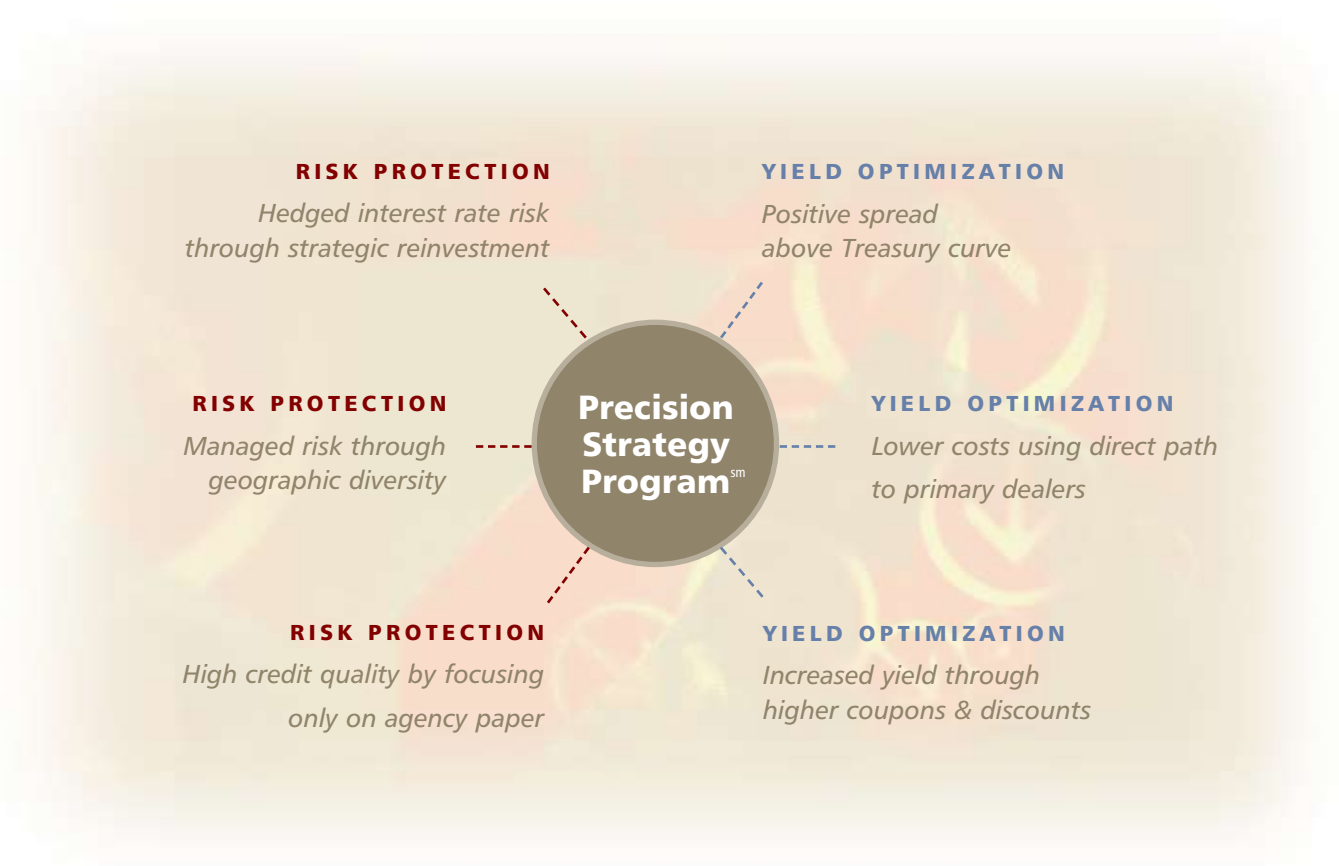 RISK PROTECTION
Hedged interest rate risk
through strategic reinvestment
YIELD OPTIMIZATION
Positive spread
above Treasury curve
RISK PROTECTION
Managed risk through
geographic diversity
Precision
Strategy
Program℠
YIELD OPTIMIZATION
Lower costs using direct path
to primary dealers
RISK PROTECTION
High credit quality by focusing
only on agency paper
YIELD OPTIMIZATION
Increased yield through
higher coupons & discounts